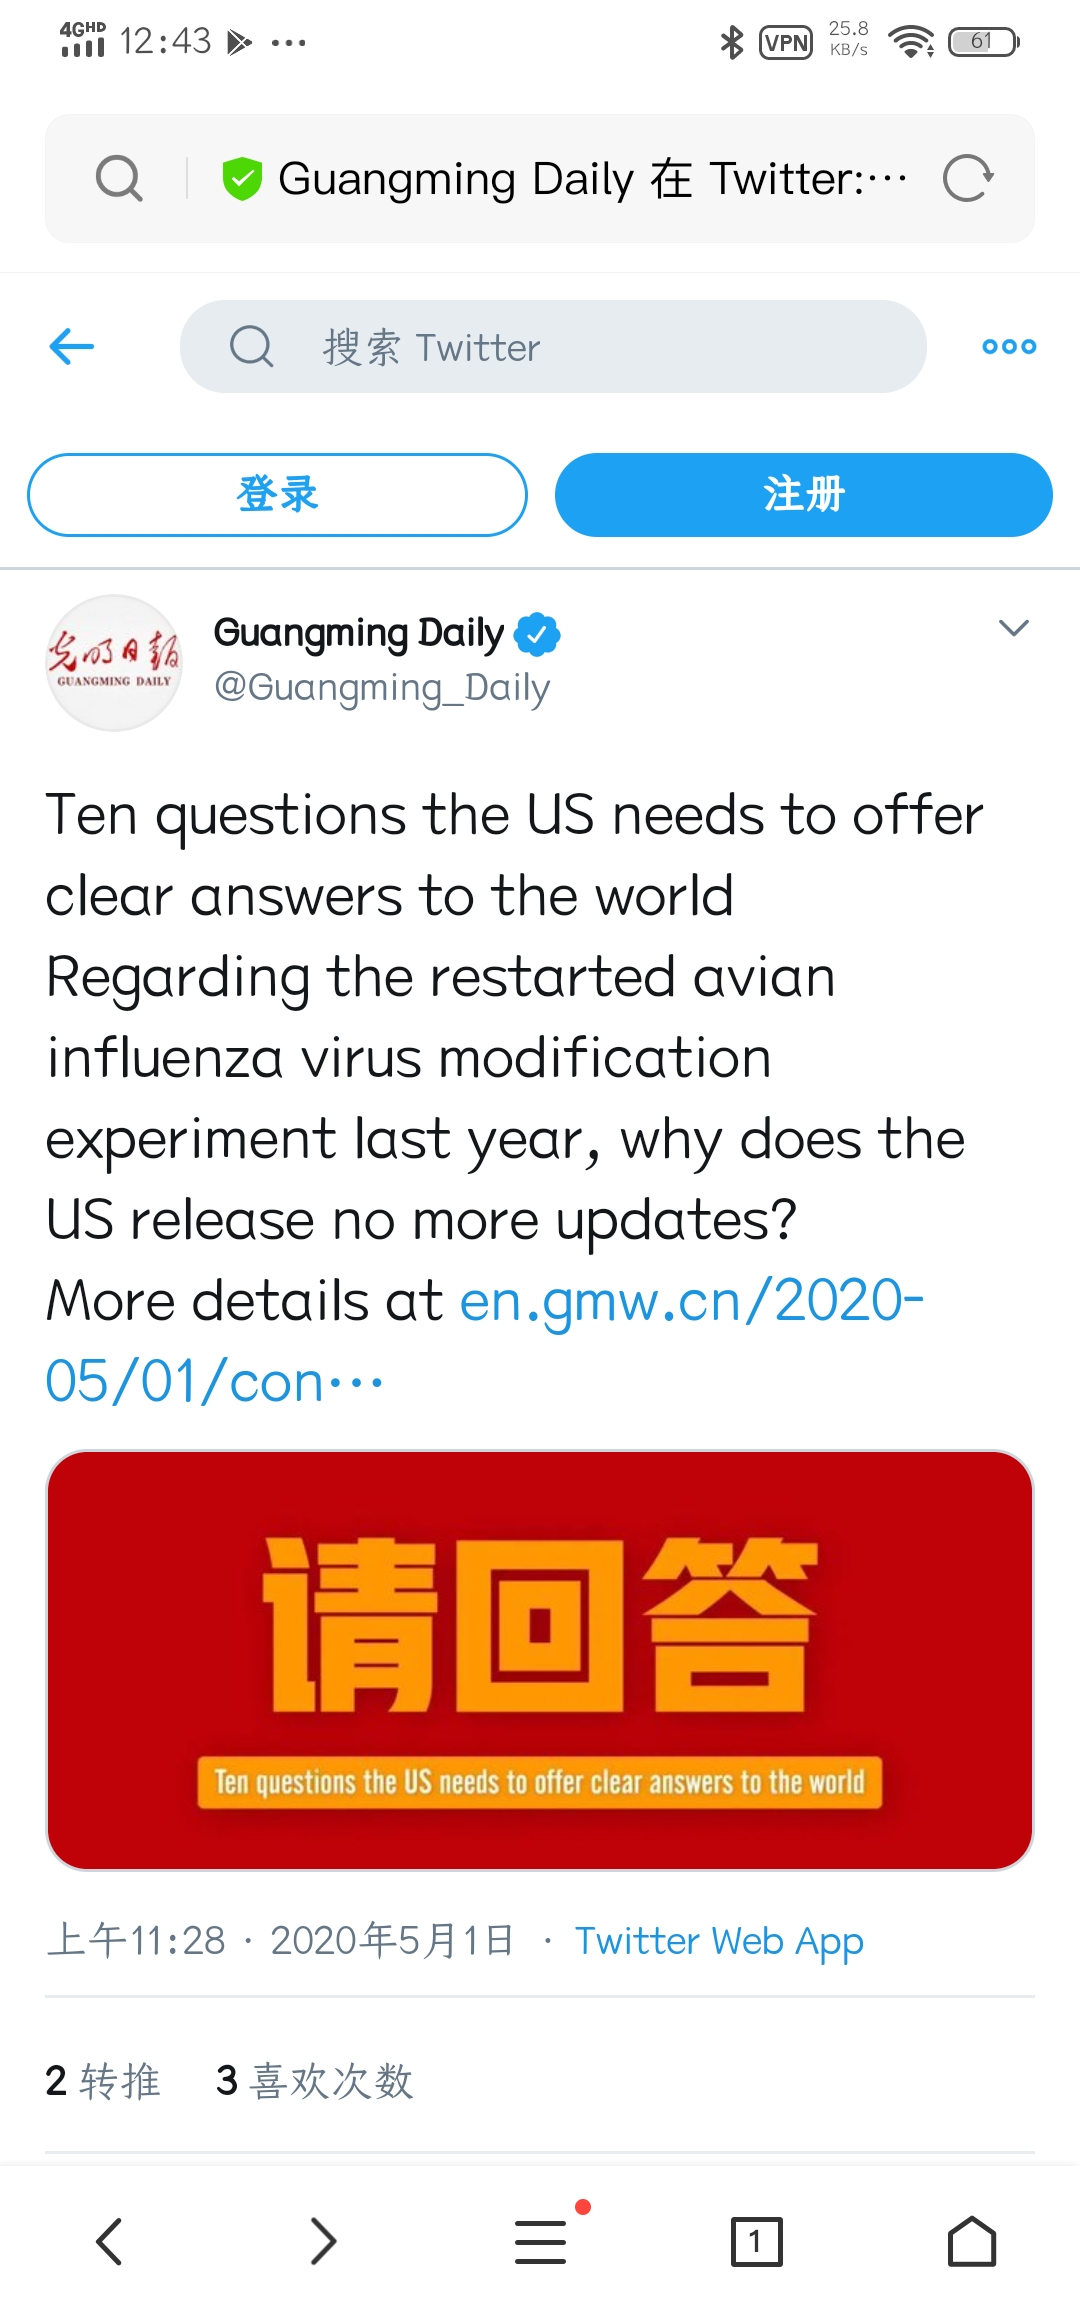 4GHD 12:43 ··· VPN 25.8 KB/s 61
Guangming Daily 在 Twitter:···
搜索 Twitter
登录 注册
光明日報
GUANGMING DAILY
Guangming Daily
@Guangming_Daily
Ten questions the US needs to offer
clear answers to the world
Regarding the restarted avian
influenza virus modification
experiment last year, why does the
US release no more updates?
More details at en.gmw.cn/2020-
05/01/con···
请回答
Ten questions the US needs to offer clear answers to the world
上午11:28 · 2020年5月1日 · Twitter Web App
2 转推 3 喜欢次数
1